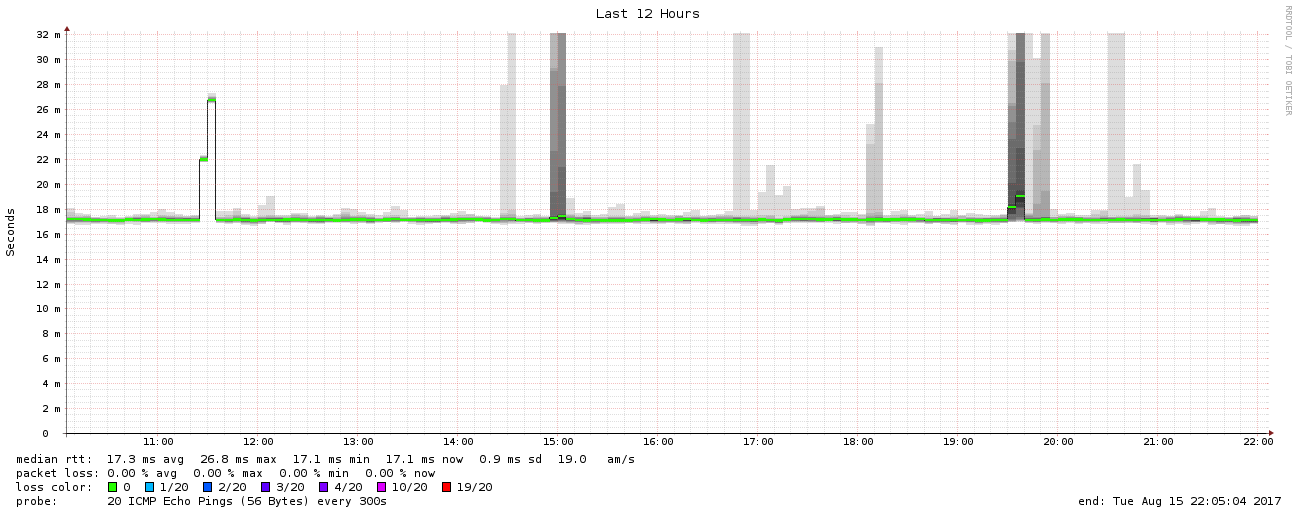 Last 12 Hours
RRDTOOL / TOBI OETIKER
Seconds
32 m
30 m
28 m
26 m
24 m
22 m
20 m
18 m
16 m
14 m
12 m
10 m
8 m
6 m
4 m
2 m
0
11:00 12:00 13:00 14:00 15:00 16:00 17:00 18:00 19:00 20:00 21:00 22:00
median rtt: 17.3 ms avg 26.8 ms max 17.1 ms min 17.1 ms now 0.9 ms sd 19.0 am/s
packet loss: 0.00 % avg 0.00 % max 0.00 % min 0.00 % now
loss color: 0 1/20 2/20 3/20 4/20 10/20 19/20
probe: 20 ICMP Echo Pings (56 Bytes) every 300s end: Tue Aug 15 22:05:04 2017